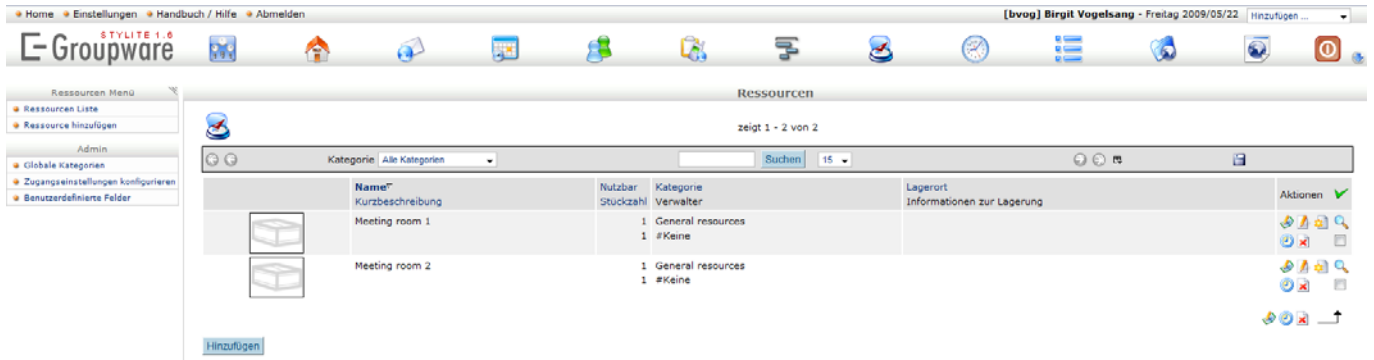 Home Einstellungen Handbuch / Hilfe Abmelden [bvog] Birgit Vogelsang - Freitag 2009/05/22 Hinzufügen ...
STYLITE 1.6
E-Groupware
Ressourcen Menü
Ressourcen Liste
Ressource hinzufügen
Admin
Globale Kategorien
Zugangseinstellungen konfigurieren
Benutzerdefinierte Felder
Ressourcen
zeigt 1 - 2 von 2
Kategorie Alle Kategorien Suchen 15
Name Nutzbar Kategorie Lagerort Aktionen
Kurzbeschreibung Stückzahl Verwalter Informationen zur Lagerung
Meeting room 1 1 General resources
1 #Keine
Meeting room 2 1 General resources
1 #Keine
Hinzufügen